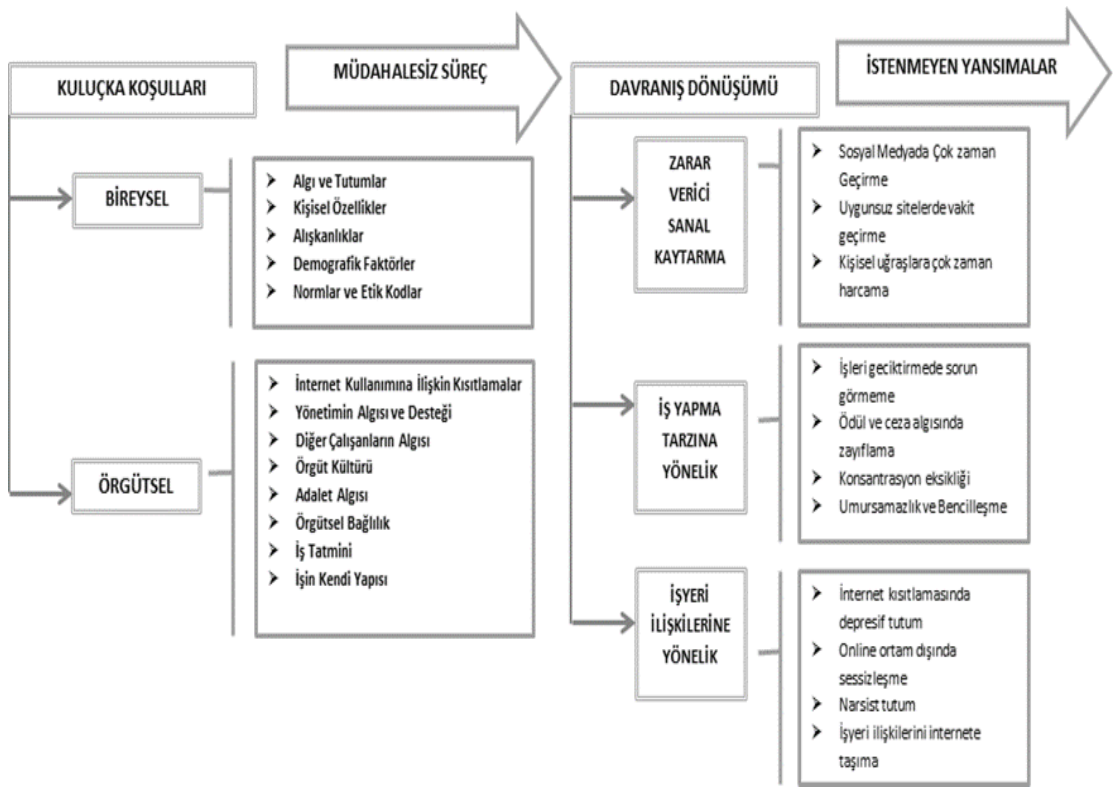 KULUÇKA KOŞULLARI
MÜDAHALESİZ SÜREÇ
DAVRANIŞ DÖNÜŞÜMÜ
İSTENMEYEN YANSIMALAR
BİREYSEL
Algı ve Tutumlar
Kişisel Özellikler
Alışkanlıklar
Demografik Faktörler
Normlar ve Etik Kodlar
ÖRGÜTSEL
İnternet Kullanımına İlişkin Kısıtlamalar
Yönetimin Algısı ve Desteği
Diğer Çalışanların Algısı
Örgüt Kültürü
Adalet Algısı
Örgütsel Bağlılık
İş Tatmini
İşin Kendi Yapısı
ZARAR
VERİCİ
SANAL
KAYTARMA
Sosyal Medyada Çok zaman
Geçirme
Uygunsuz sitelerde vakit
geçirme
Kişisel uğraşlara çok zaman
harcama
İŞ YAPMA
TARZINA
YÖNELİK
İşleri geciktirmede sorun
görmeme
Ödül ve ceza algısında
zayıflama
Konsantrasyon eksikliği
Umursamazlık ve Bencilleşme
İŞYERİ
İLİŞKİLERİNE
YÖNELİK
İnternet kısıtlamasında
depresif tutum
Online ortam dışında
sessizleşme
Narsist tutum
İşyeri ilişkilerini internete
taşıma